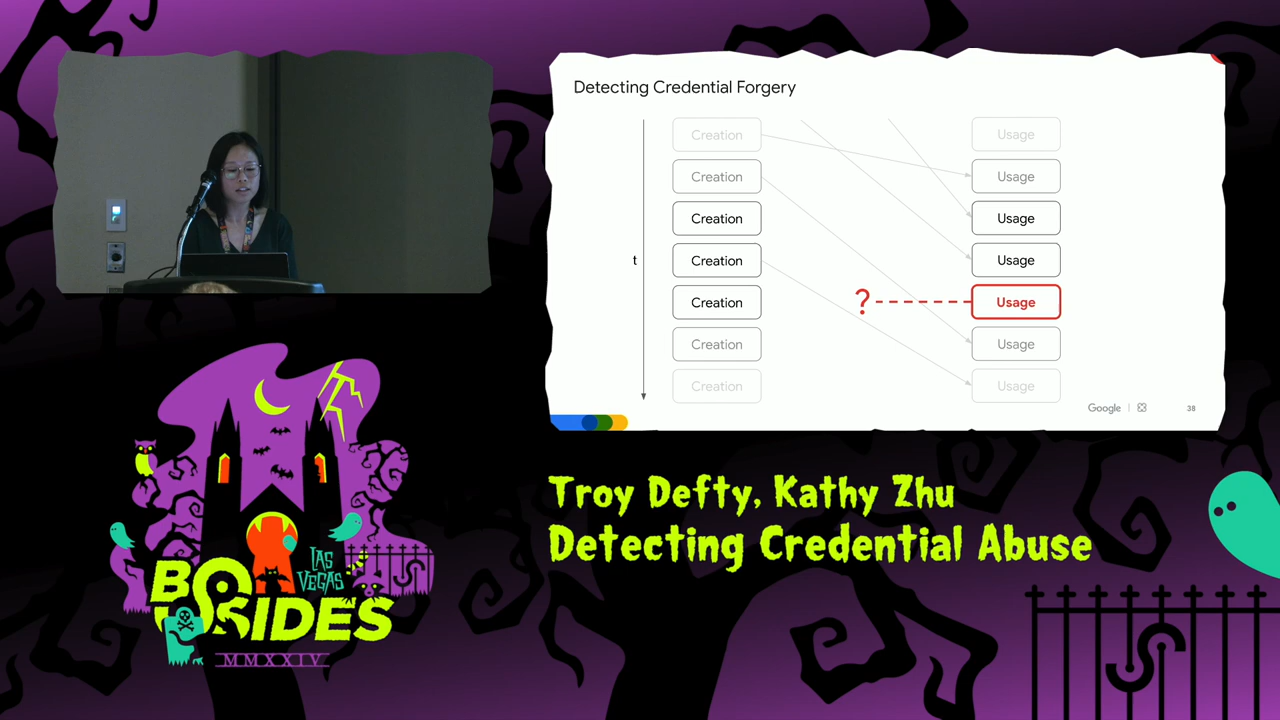 Detecting Credential Forgery
Creation
Usage
Creation
Usage
Creation
Usage
t
Creation
Usage
Creation
?
Usage
Creation
Usage
Creation
Usage
Google
38
Troy Defty, Kathy Zhu
Detecting Credential Abuse
LAS
VEGAS
BSIDES
MMXXIV